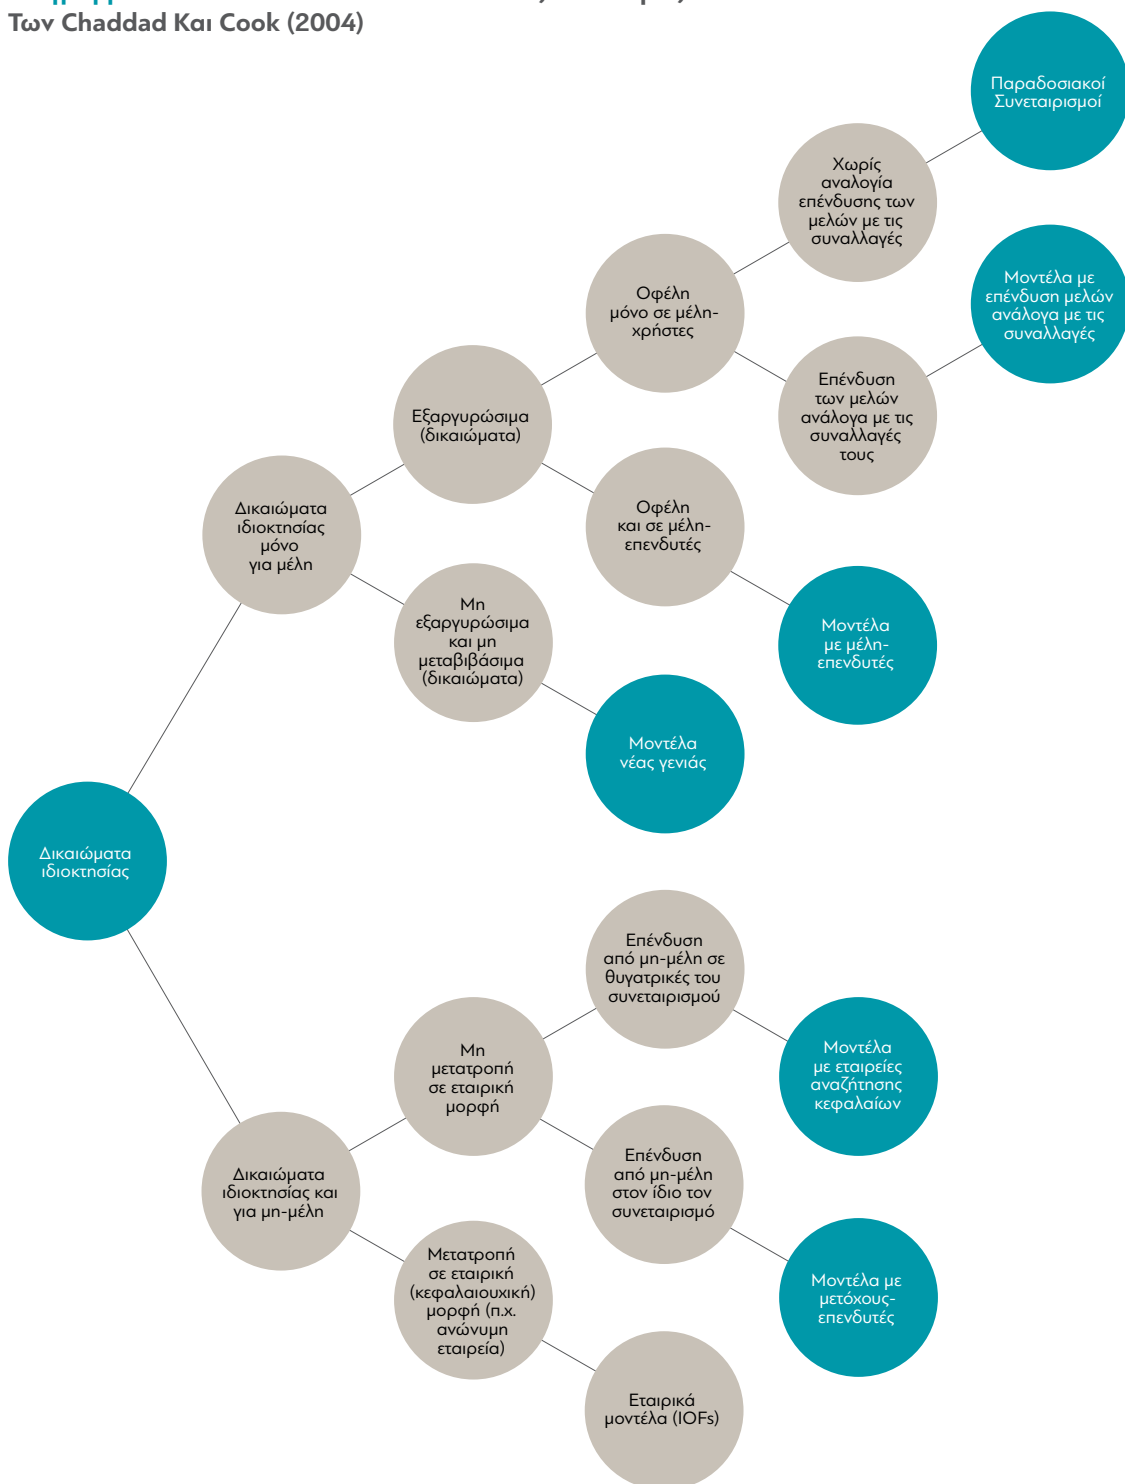 Των Chaddad Και Cook (2004)
Παραδοσιακοί
Συνεταιρισμοί
Χωρίς
αναλογία
επένδυσης των
μελών με τις
συναλλαγές
Μοντέλα με
επένδυση μελών
ανάλογα με τις
συναλλαγές
Οφέλη
μόνο σε μέλη-
χρήστες
Επένδυση
των μελών
ανάλογα με τις
συναλλαγές
τους
Εξαργυρώσιμα
(δικαιώματα)
Οφέλη
και σε μέλη-
επενδυτές
Δικαιώματα
ιδιοκτησίας
μόνο
για μέλη
Μη
εξαργυρώσιμα
και μη
μεταβιβάσιμα
(δικαιώματα)
Μοντέλα
με μέλη-
επενδυτές
Μοντέλα
νέας γενιάς
Δικαιώματα
ιδιοκτησίας
Επένδυση
από μη-μέλη σε
θυγατρικές του
συνεταιρισμού
Μη
μετατροπή
σε εταιρική
μορφή
Μοντέλα
με εταιρείες
αναζήτησης
κεφαλαίων
Δικαιώματα
ιδιοκτησίας και
για μη-μέλη
Επένδυση
από μη-μέλη
στον ίδιο τον
συνεταιρισμό
Μετατροπή
σε εταιρική
(κεφαλαιουχική)
μορφή (π.χ.
ανώνυμη
εταιρεία)
Μοντέλα με
μετόχους-
επενδυτές
Εταιρικά
μοντέλα (IOFs)